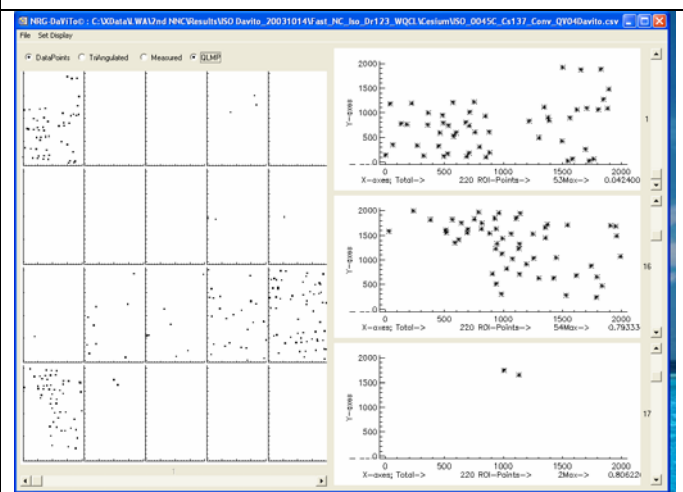 NRG-DaViTo© : C:\XData\LWA\2nd NNC\Results\ISO Davito_20031014\Fast_NC_Iso_Dr123_WQCL\Cesium\ISO_0045C_Cs137_Conv_QY04Davito.csv
File Set Display
DataPoints TriAngulated Measured QLMP
2000
1500
1000
500
0
Y-axes
0 500 1000 1500 2000
X-axes; Total-> 220 ROI-Points-> 53Max-> 0.042400
1
2000
1500
1000
500
0
Y-axes
0 500 1000 1500 2000
X-axes; Total-> 220 ROI-Points-> 54Max-> 0.79333
16
2000
1500
1000
500
0
Y-axes
0 500 1000 1500 2000
X-axes; Total-> 220 ROI-Points-> 2Max-> 0.80622
17
1